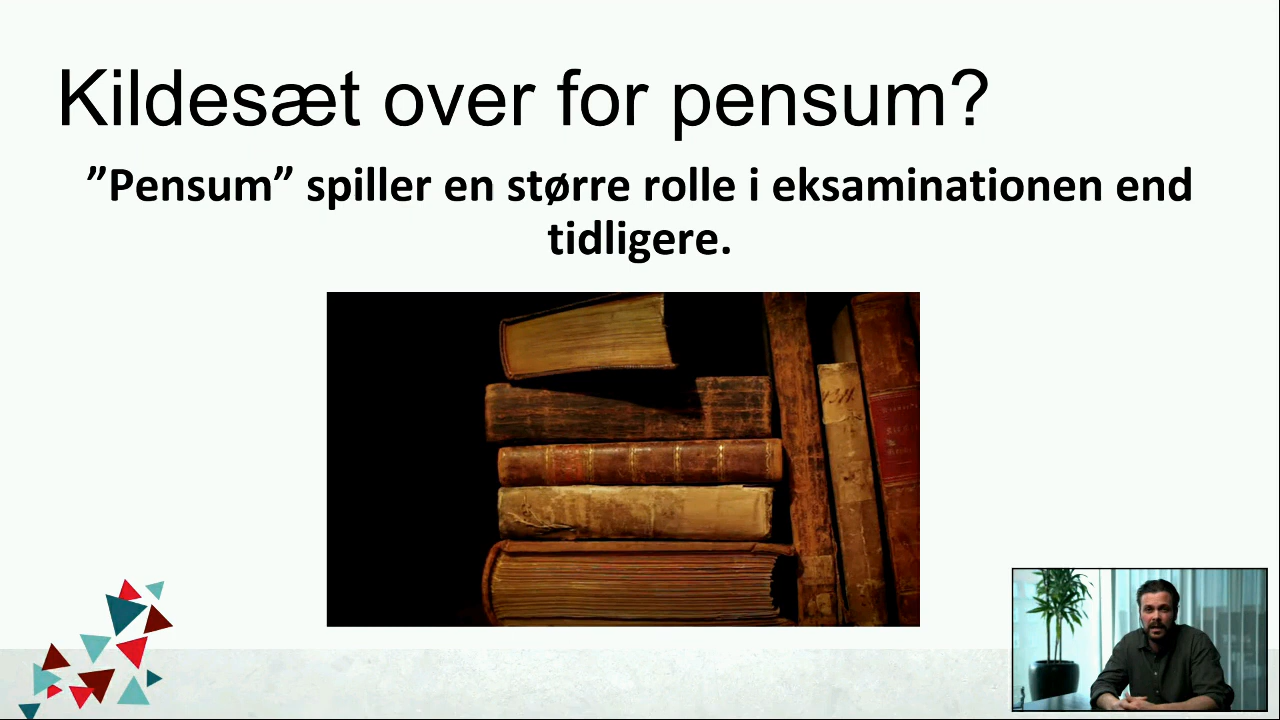 Kildesæt over for pensum?
”Pensum” spiller en større rolle i eksaminationen end
tidligere.